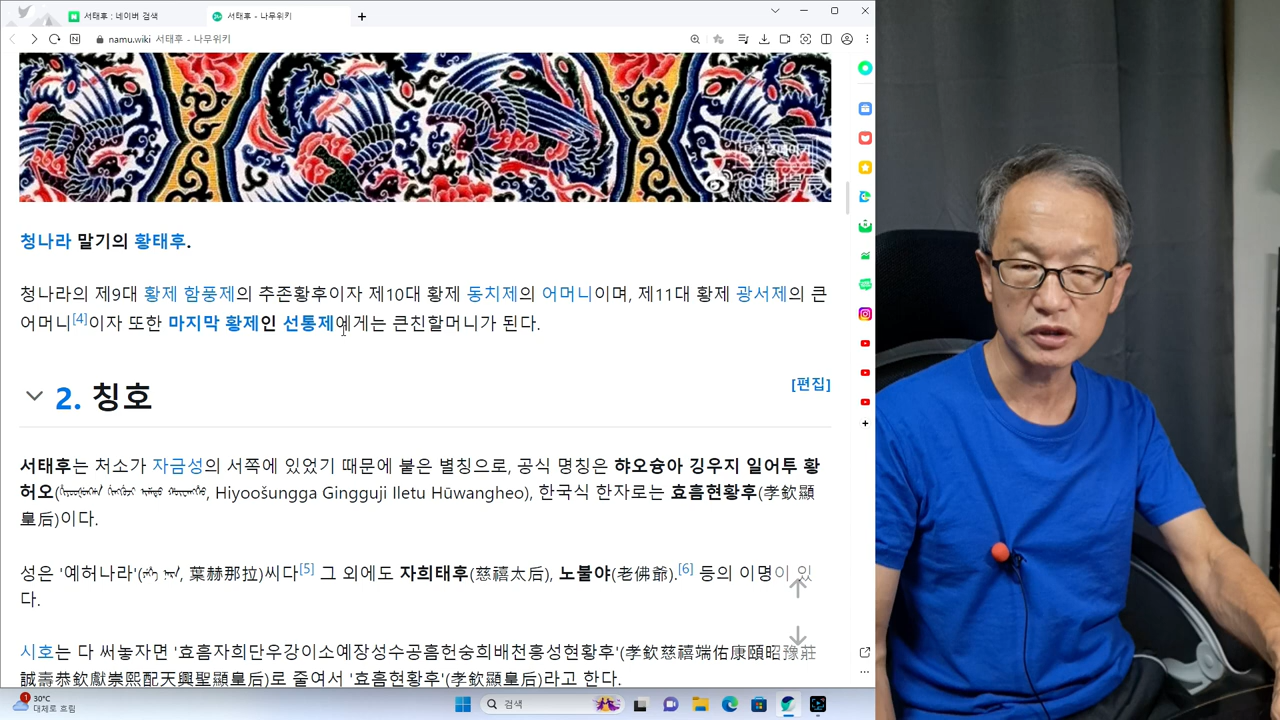 서태후 : 네이버 검색
서태후 - 나무위키
namu.wiki 서태후 - 나무위키
청나라 말기의 황태후.
청나라의 제9대 황제 함풍제의 추존황후이자 제10대 황제 동치제의 어머니이며, 제11대 황제 광서제의 큰
어머니[4]이자 또한 마지막 황제인 선통제에게는 큰친할머니가 된다.
2. 칭호
[편집]
서태후는 처소가 자금성의 서쪽에 있었기 때문에 붙은 별칭으로, 공식 명칭은 햐오슝아 깅우지 일어투 황
허오(, Hiyoošungga Gingguji Iletu Hūwangheo), 한국식 한자로는 효흠현황후(孝欽顯
皇后)이다.
성은 '예허나라'(, 葉赫那拉)씨다[5] 그 외에도 자희태후(慈禧太后), 노불야(老佛爺).[6] 등의 이명이 있
다.
시호는 다 써놓자면 '효흠자희단우강이소예장성수공흠헌숭희배천흥성현황후'(孝欽慈禧端佑康頤昭豫莊
誠壽恭欽獻崇熙配天興聖顯皇后)로 줄여서 '효흠현황후'(孝欽顯皇后)라고 한다.
1
30°C
대체로 흐림
검색